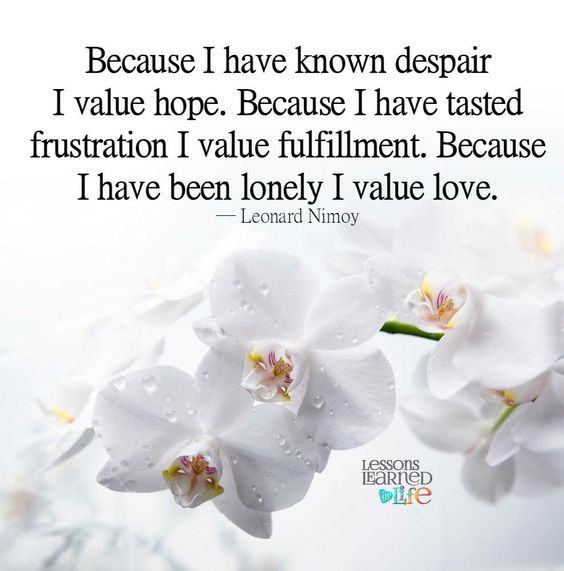 Because I have known despair
I value hope. Because I have tasted
frustration I value fulfillment. Because
I have been lonely I value love.
— Leonard Nimoy
LESSONS
LEARNED
in LiFe